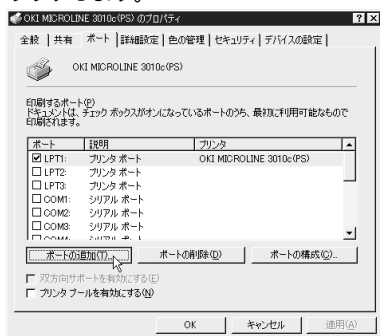 OKI MICROLINE 3010c(PS) のプロパティ
全般 共有 ポート 詳細設定 色の管理 セキュリティ デバイスの設定
OKI MICROLINE 3010c(PS)
印刷するポート(P)
ドキュメントは、チェック ボックスがオンになっているポートのうち、最初に利用可能なもので
印刷されます。
ポート 説明 プリンタ
LPT1: プリンタ ポート OKI MICROLINE 3010c(PS)
LPT2: プリンタ ポート
LPT3: プリンタ ポート
COM1: シリアル ポート
COM2: シリアル ポート
COM3: シリアル ポート
ポートの追加(T)... ポートの削除(D) ポートの構成(C)...
双方向サポートを有効にする(E)
プリンタ プールを有効にする(N)
OK キャンセル 適用(A)